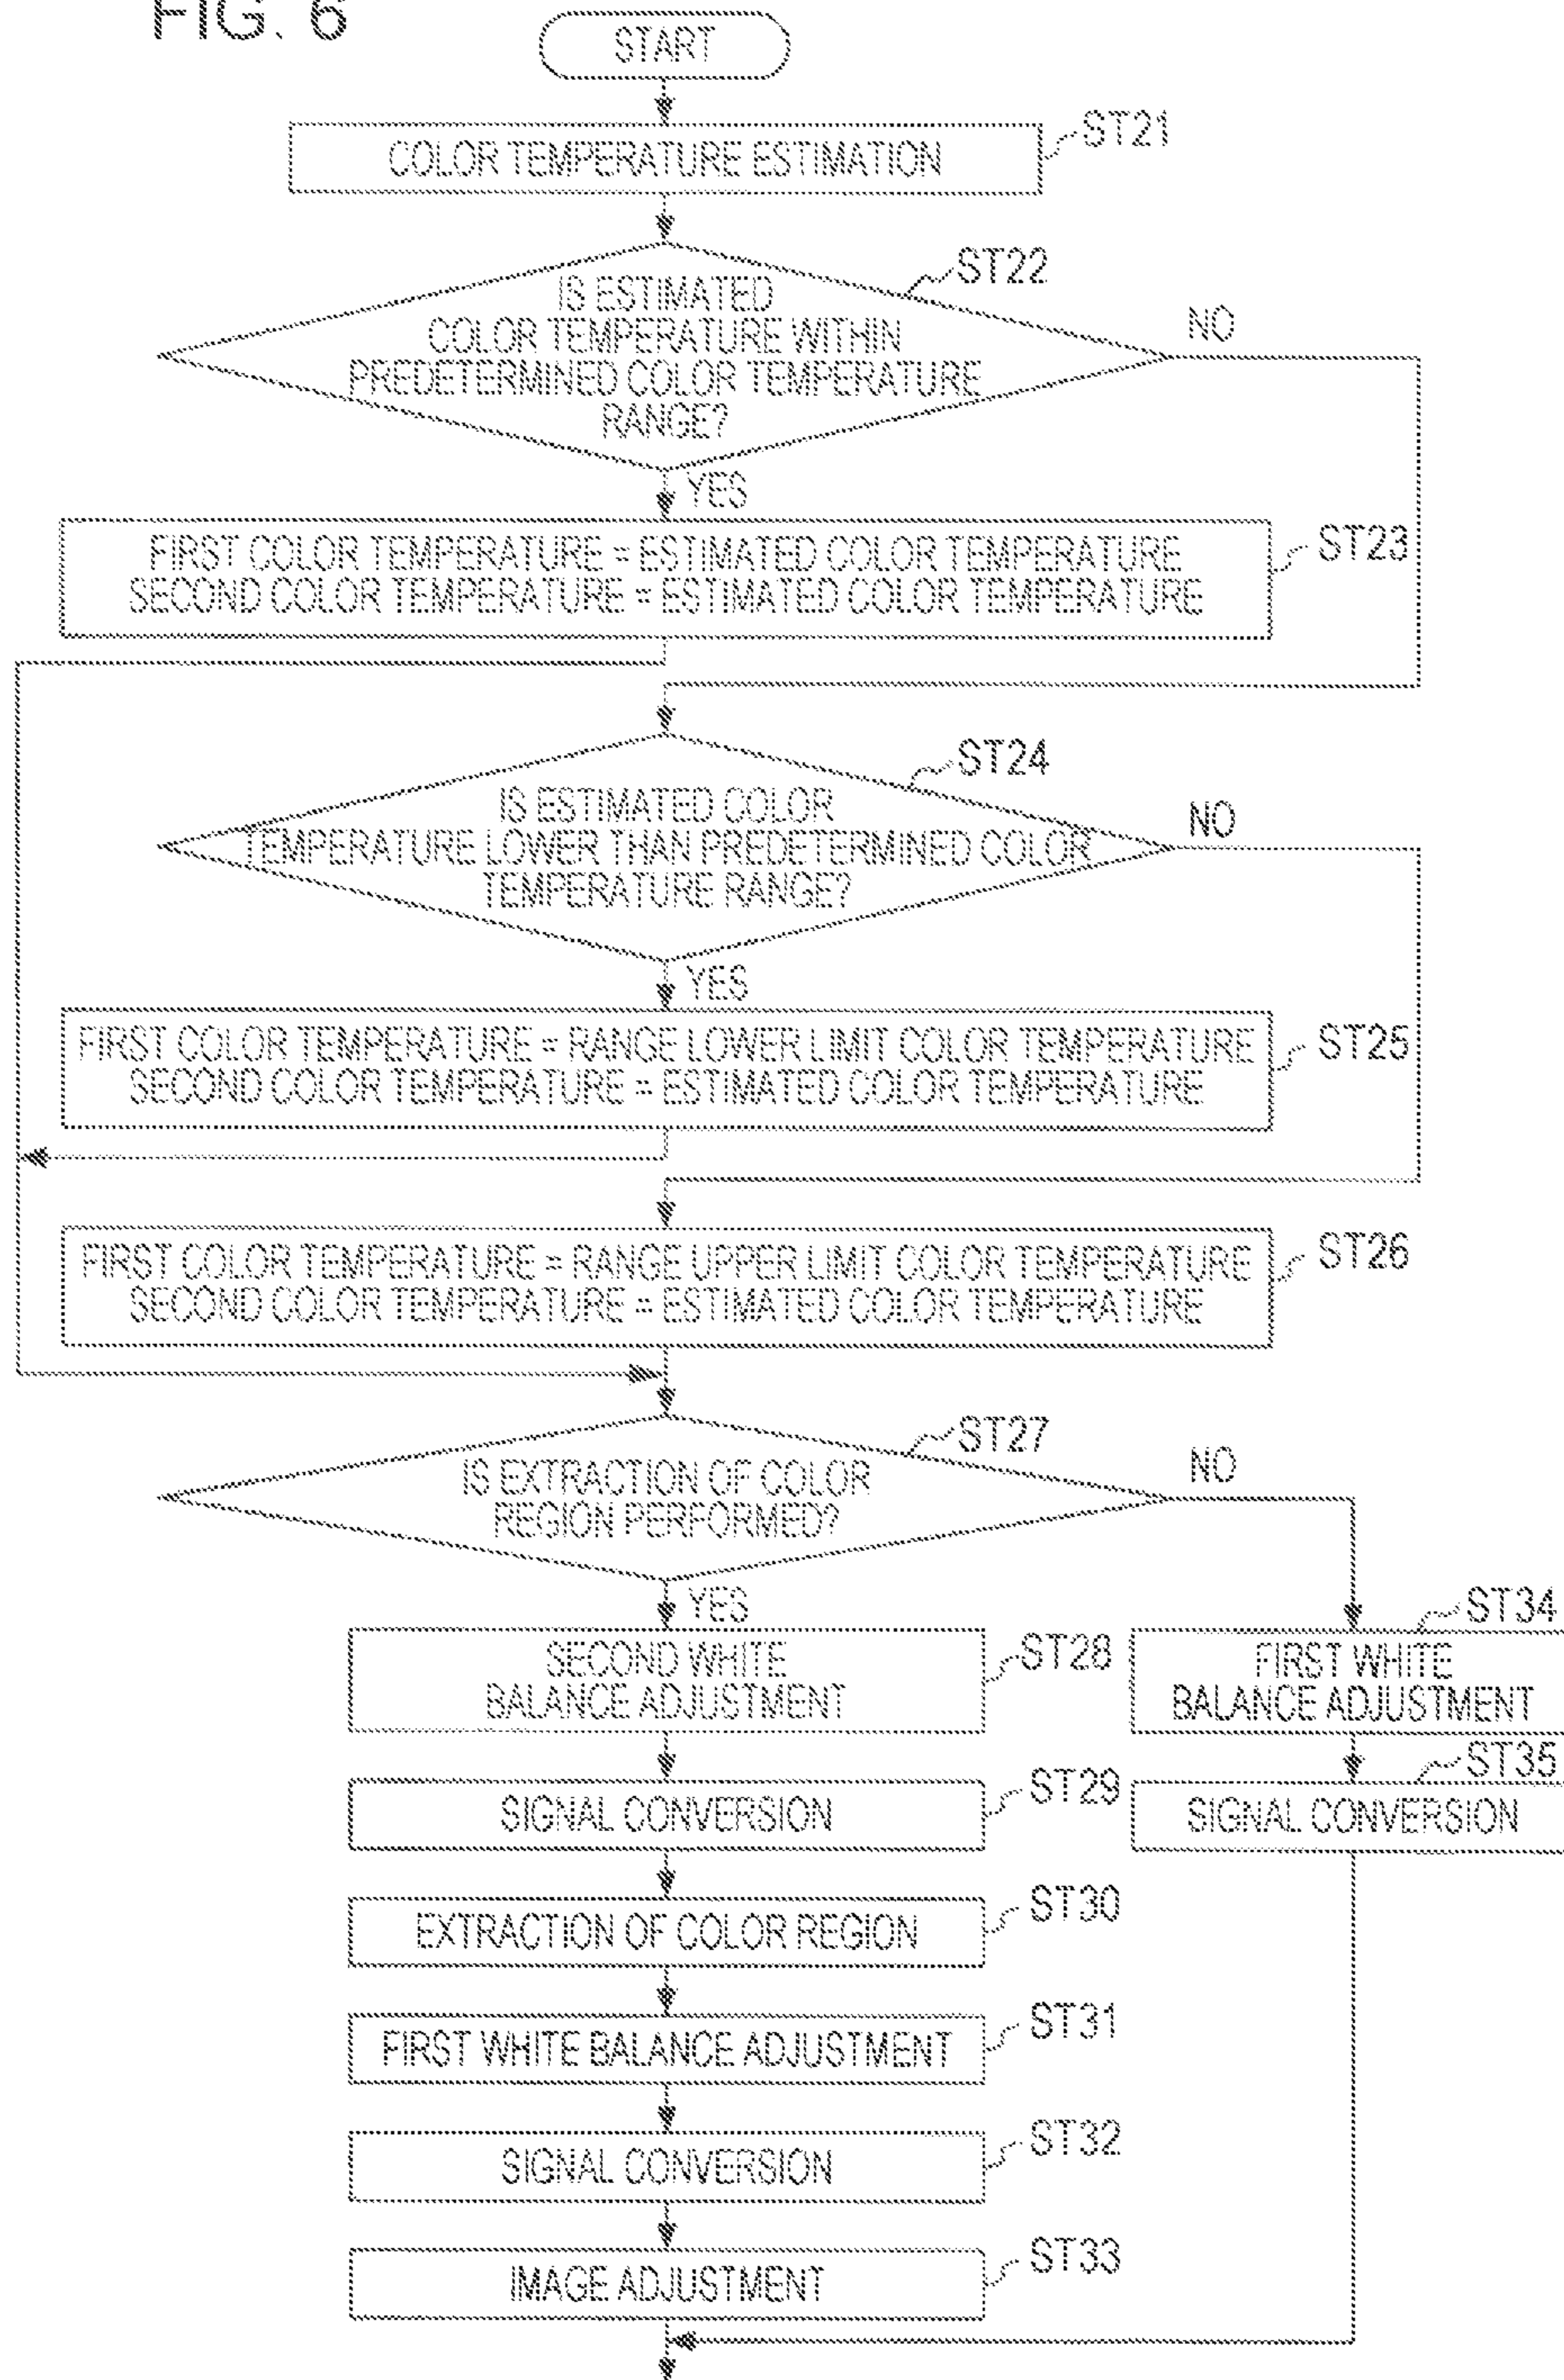 FIG. 6
START
COLOR TEMPERATURE ESTIMATION
ST21
IS ESTIMATED
COLOR TEMPERATURE WITHIN
PREDETERMINED COLOR TEMPERATURE
RANGE?
ST22
NO
YES
FIRST COLOR TEMPERATURE = ESTIMATED COLOR TEMPERATURE
SECOND COLOR TEMPERATURE = ESTIMATED COLOR TEMPERATURE
ST23
IS ESTIMATED COLOR
TEMPERATURE LOWER THAN PREDETERMINED COLOR
TEMPERATURE RANGE?
ST24
NO
YES
FIRST COLOR TEMPERATURE = RANGE LOWER LIMIT COLOR TEMPERATURE
SECOND COLOR TEMPERATURE = ESTIMATED COLOR TEMPERATURE
ST25
FIRST COLOR TEMPERATURE = RANGE UPPER LIMIT COLOR TEMPERATURE
SECOND COLOR TEMPERATURE = ESTIMATED COLOR TEMPERATURE
ST26
IS EXTRACTION OF COLOR
REGION PERFORMED?
ST27
NO
YES
SECOND WHITE
BALANCE ADJUSTMENT
ST28
FIRST WHITE
BALANCE ADJUSTMENT
ST34
SIGNAL CONVERSION
ST29
SIGNAL CONVERSION
ST35
EXTRACTION OF COLOR REGION
ST30
FIRST WHITE BALANCE ADJUSTMENT
ST31
SIGNAL CONVERSION
ST32
IMAGE ADJUSTMENT
ST33